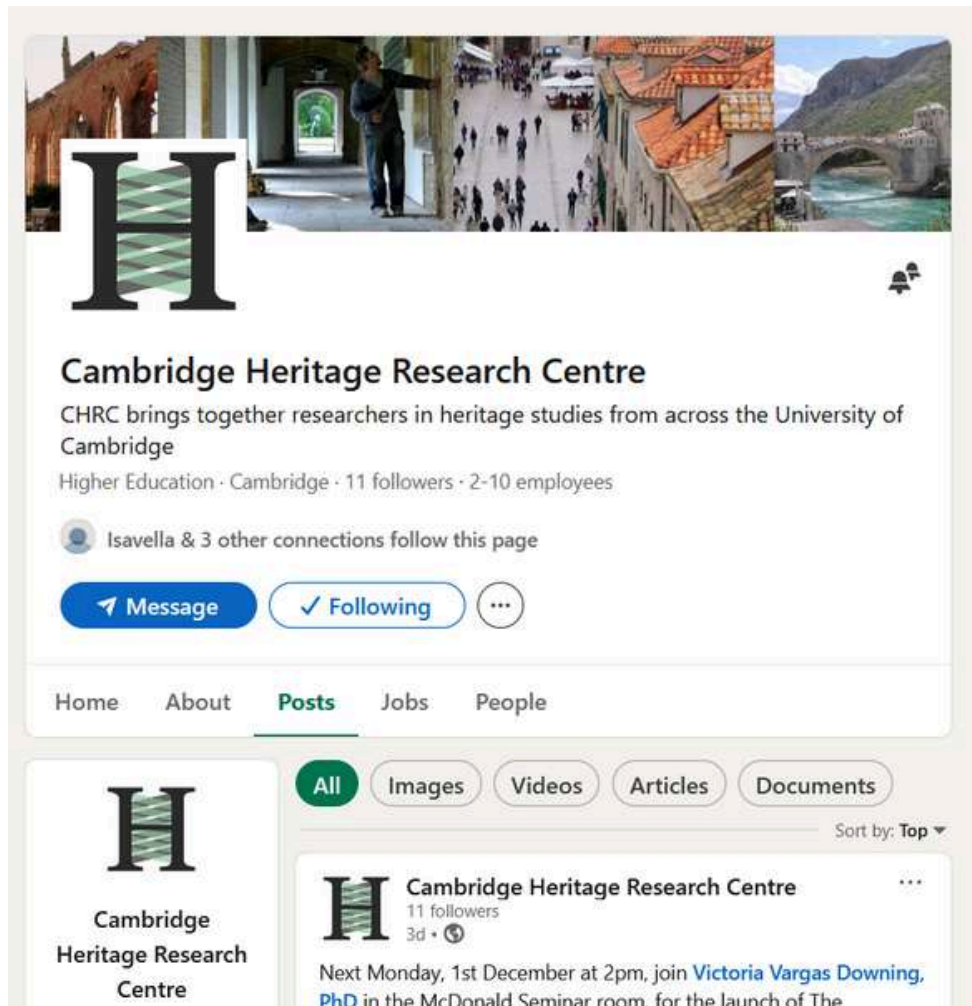 H
Cambridge Heritage Research Centre
CHRC brings together researchers in heritage studies from across the University of
Cambridge
Higher Education · Cambridge · 11 followers · 2-10 employees
Isavella & 3 other connections follow this page
Message
Following
Home About Posts Jobs People
All Images Videos Articles Documents
Sort by: Top
H
Cambridge
Heritage Research
Centre
H
Cambridge Heritage Research Centre
11 followers
3d •
Next Monday, 1st December at 2pm, join Victoria Vargas Downing,
PhD in the McDonald Seminar room, for the launch of The